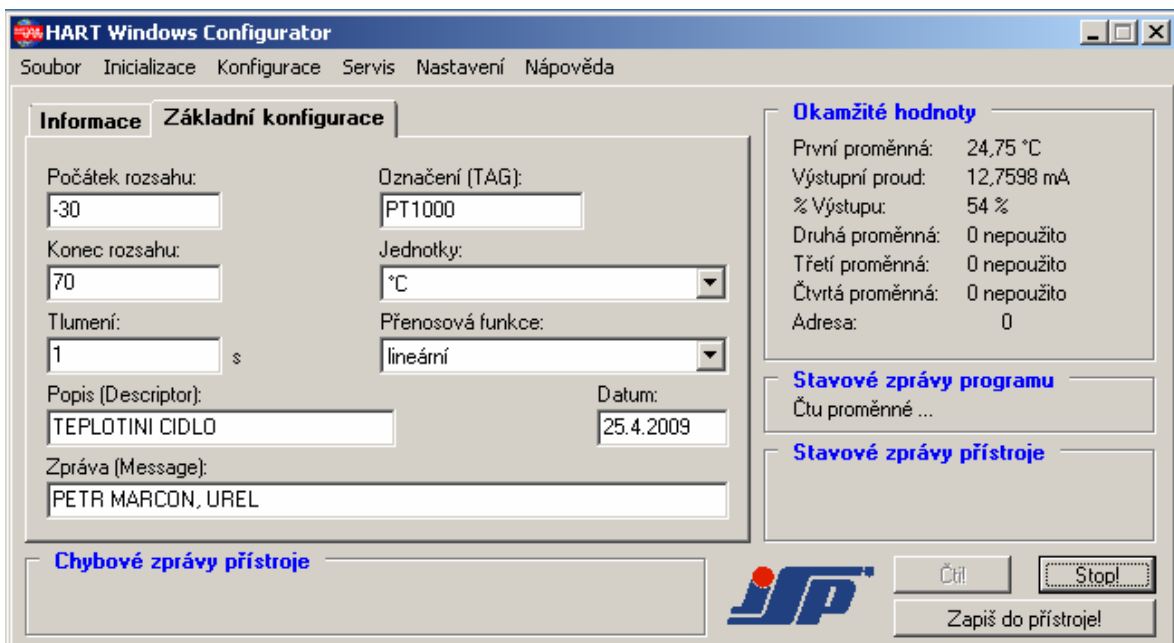 HART Windows Configurator
Soubor Inicializace Konfigurace Servis Nastavení Nápověda
Informace Základní konfigurace
Počátek rozsahu:
-30
Označení (TAG):
PT1000
Konec rozsahu:
70
Jednotky:
°C
Tlumení:
1 s
Přenosová funkce:
lineární
Popis (Descriptor):
TEPLOTINI CIDLO
Datum:
25.4.2009
Zpráva (Message):
PETR MARCON, UREL
Okamžité hodnoty
První proměnná: 24,75 °C
Výstupní proud: 12,7598 mA
% Výstupu: 54 %
Druhá proměnná: 0 nepoužito
Třetí proměnná: 0 nepoužito
Čtvrtá proměnná: 0 nepoužito
Adresa: 0
Stavové zprávy programu
Čtu proměnné ...
Stavové zprávy přístroje
Chybové zprávy přístroje
jsp
Čti! Stop!
Zapiš do přístroje!